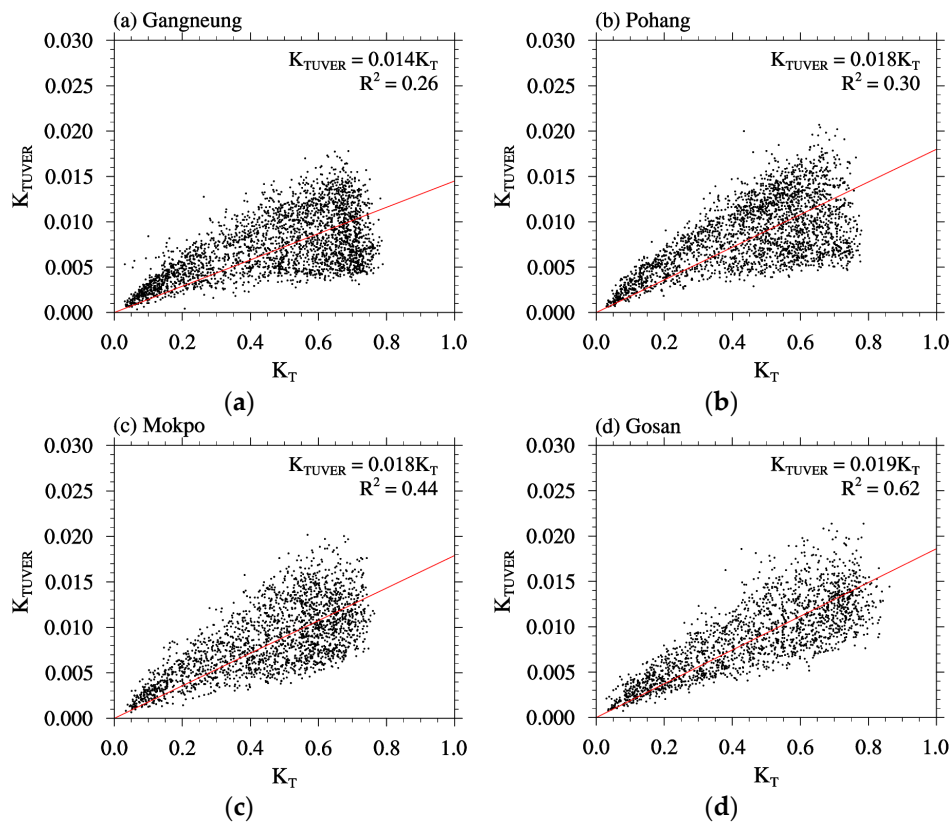 (a) Gangneung
K_TUVER = 0.014K_T
R² = 0.26
0.030
0.025
0.020
0.015
0.010
0.005
0.000
K_TUVER
0.0 0.2 0.4 0.6 0.8 1.0
K_T
(a)
(b) Pohang
K_TUVER = 0.018K_T
R² = 0.30
0.030
0.025
0.020
0.015
0.010
0.005
0.000
K_TUVER
0.0 0.2 0.4 0.6 0.8 1.0
K_T
(b)
(c) Mokpo
K_TUVER = 0.018K_T
R² = 0.44
0.030
0.025
0.020
0.015
0.010
0.005
0.000
K_TUVER
0.0 0.2 0.4 0.6 0.8 1.0
K_T
(c)
(d) Gosan
K_TUVER = 0.019K_T
R² = 0.62
0.030
0.025
0.020
0.015
0.010
0.005
0.000
K_TUVER
0.0 0.2 0.4 0.6 0.8 1.0
K_T
(d)